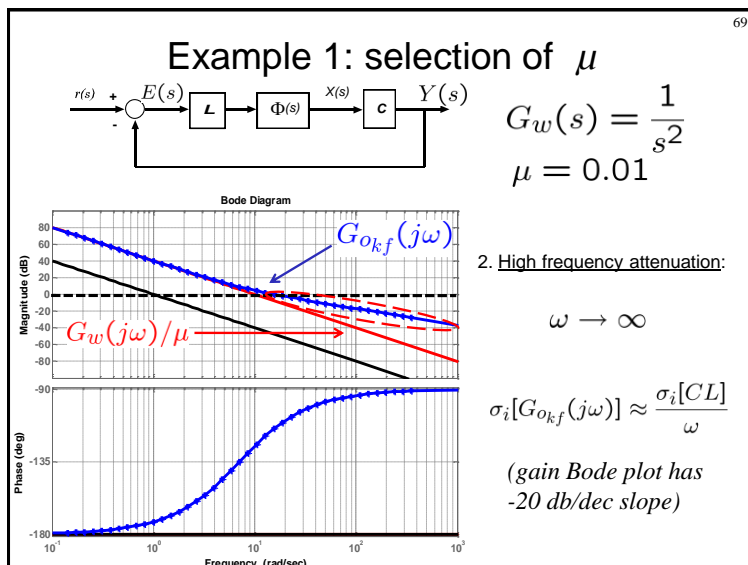 69
Example 1: selection of μ
r(s) + E(s) L Φ(s) X(s) C Y(s)
-
G_w(s) = 1/s²
μ = 0.01
Bode Diagram
Magnitude (dB)
80
60
40
20
0
-20
-40
-60
-80
G_{o_{kf}}(jω)
G_w(jω)/μ
2. High frequency attenuation:
ω → ∞
σ_i[G_{o_{kf}}(jω)] ≈ σ_i[CL]/ω
(gain Bode plot has
-20 db/dec slope)
Phase (deg)
-90
-135
-180
10^-1 10^0 10^1 10^2 10^3
Frequency (rad/sec)